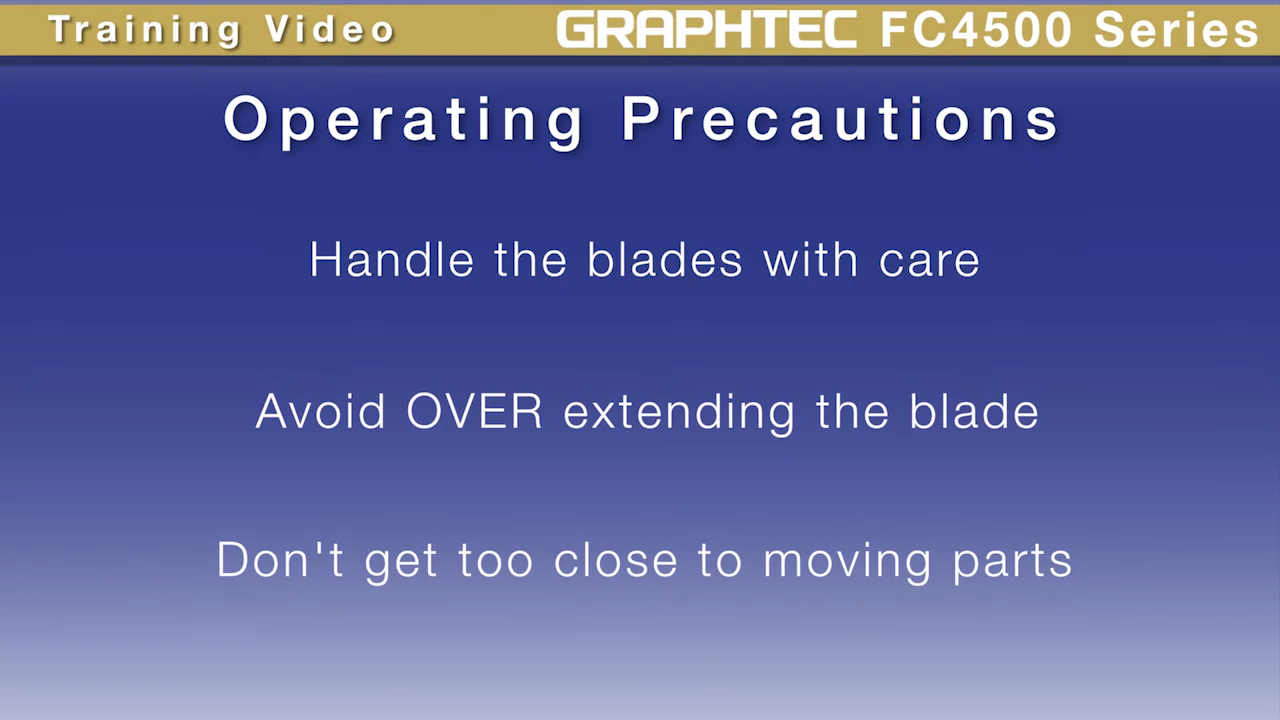 Training Video
GRAPHTEC FC4500 Series
Operating Precautions
Handle the blades with care
Avoid OVER extending the blade
Don't get too close to moving parts